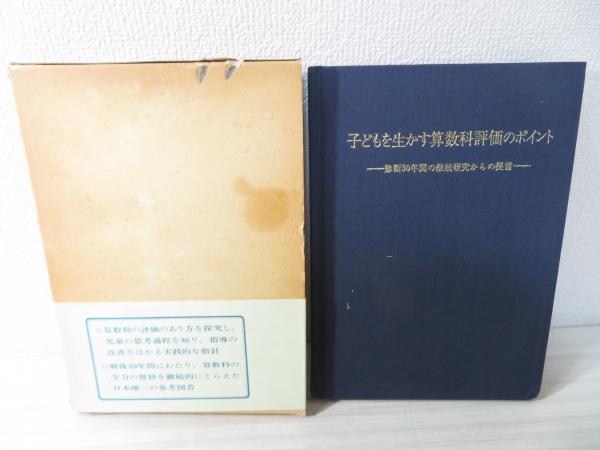 ◇算数科の評価のあり方を探究し、
児童の思考過程を知り、指導の
改善をはかる実践的な指針
◇戦後30年間にわたり、算数科の
学力の推移を継続的にとらえた
日本唯一の参考図書
子どもを生かす算数科評価のポイント
──診断30年間の継続研究からの提言──